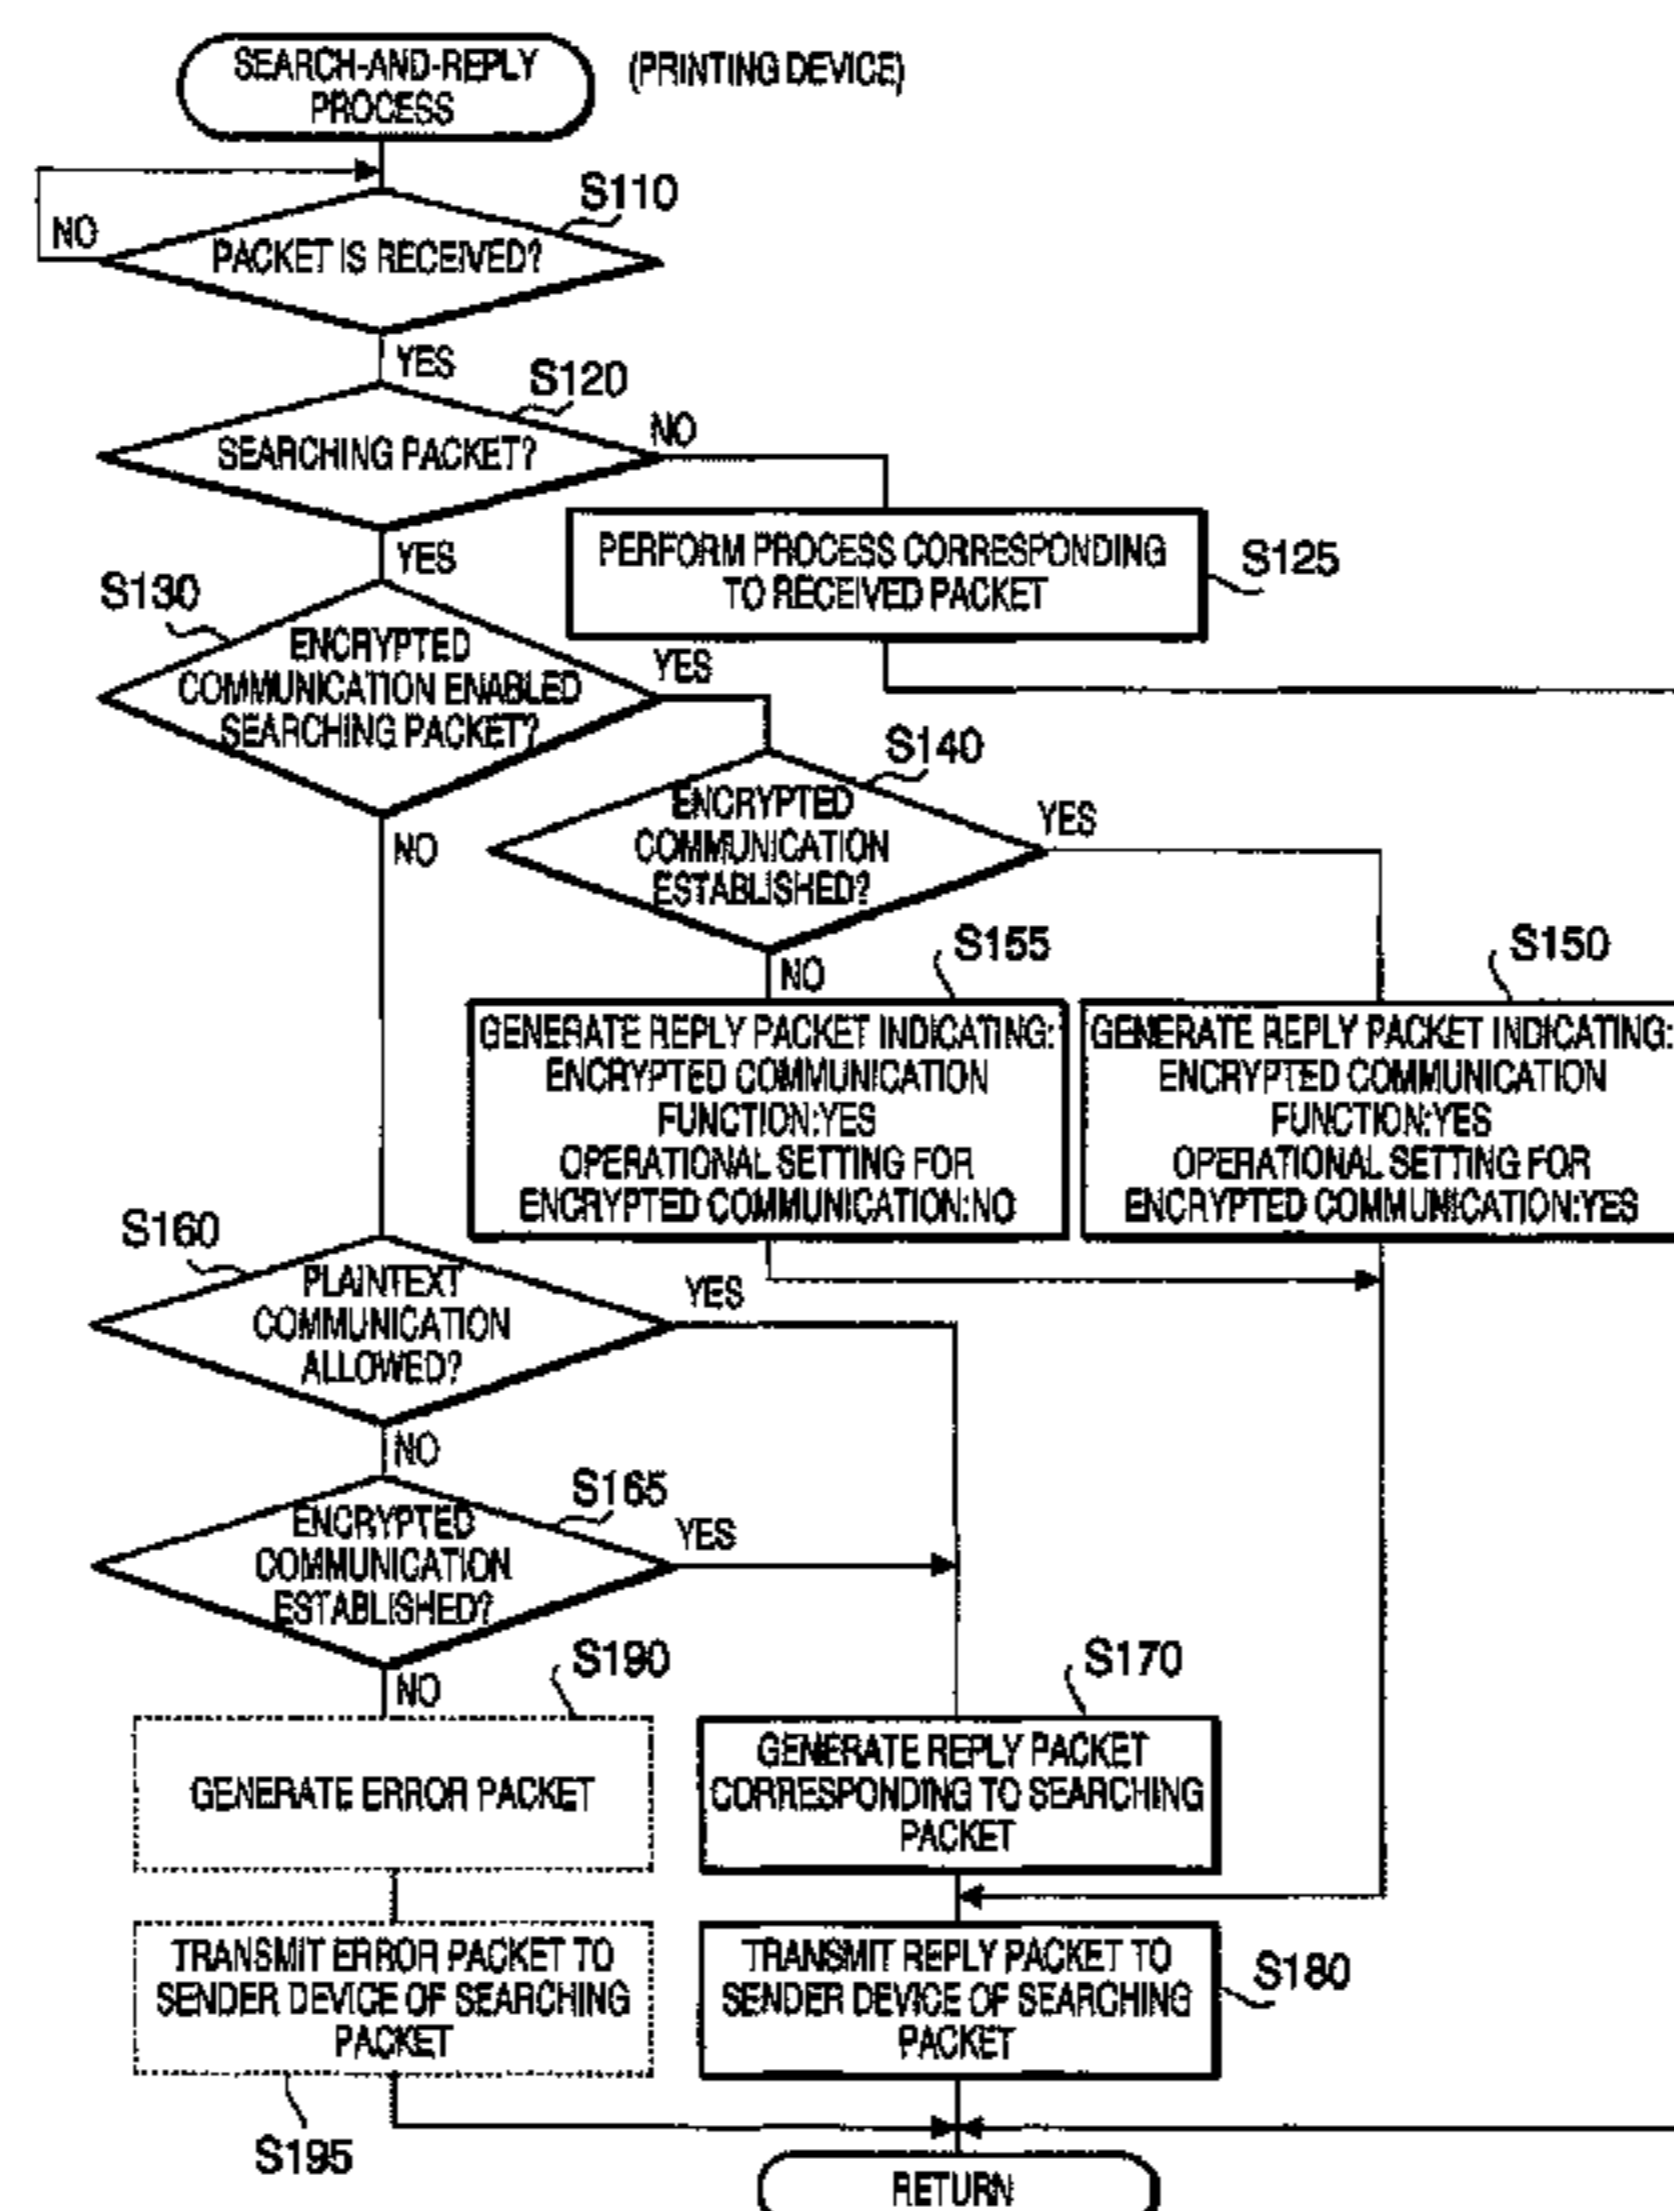 SEARCH-AND-REPLY
PROCESS
(PRINTING DEVICE)
S110
NO
PACKET IS RECEIVED?
YES
S120
NO
SEARCHING PACKET?
YES
PERFORM PROCESS CORRESPONDING
TO RECEIVED PACKET
S125
S130
ENCRYPTED
COMMUNICATION ENABLED
SEARCHING PACKET?
YES
NO
S140
ENCRYPTED
COMMUNICATION
ESTABLISHED?
YES
NO
S155
GENERATE REPLY PACKET INDICATING:
ENCRYPTED COMMUNICATION
FUNCTION:YES
OPERATIONAL SETTING FOR
ENCRYPTED COMMUNICATION:NO
S150
GENERATE REPLY PACKET INDICATING:
ENCRYPTED COMMUNICATION
FUNCTION:YES
OPERATIONAL SETTING FOR
ENCRYPTED COMMUNICATION:YES
S160
PLAINTEXT
COMMUNICATION
ALLOWED?
YES
NO
S165
ENCRYPTED
COMMUNICATION
ESTABLISHED?
YES
NO
S190
GENERATE ERROR PACKET
S170
GENERATE REPLY PACKET
CORRESPONDING TO SEARCHING
PACKET
TRANSMIT ERROR PACKET TO
SENDER DEVICE OF SEARCHING
PACKET
S195
TRANSMIT REPLY PACKET TO
SENDER DEVICE OF SEARCHING
PACKET
S180
RETURN